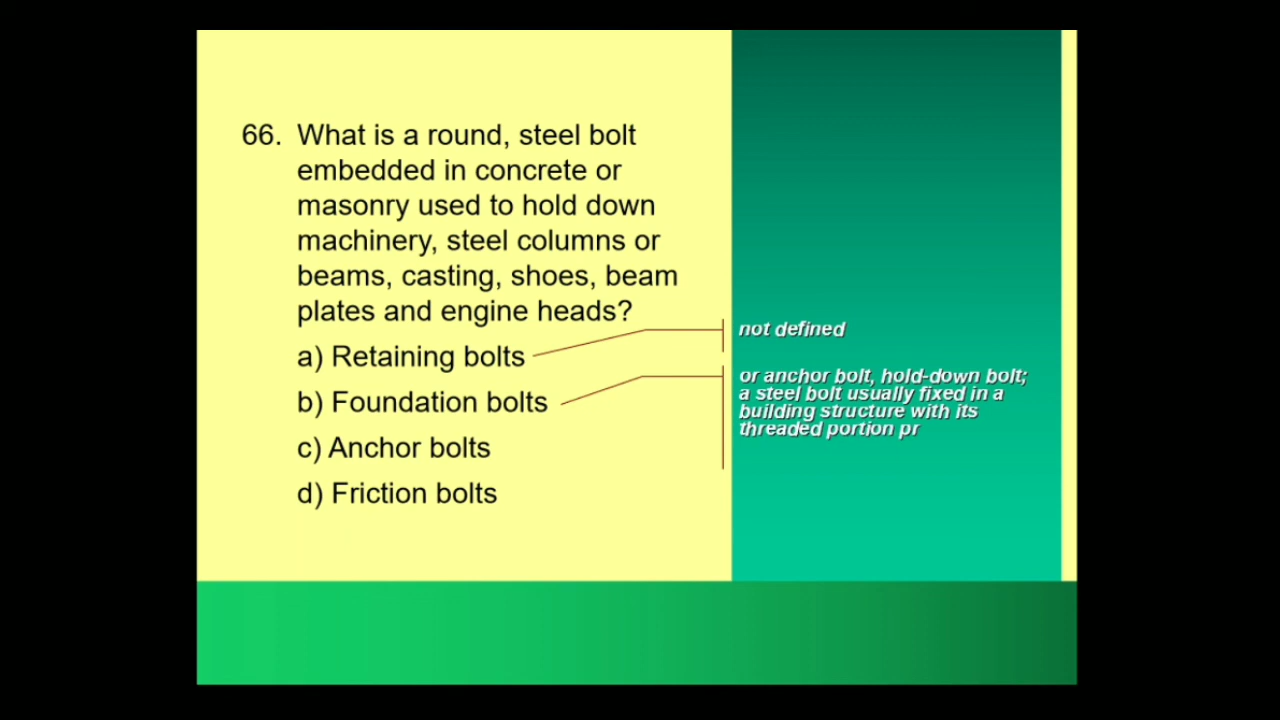 66. What is a round, steel bolt
embedded in concrete or
masonry used to hold down
machinery, steel columns or
beams, casting, shoes, beam
plates and engine heads?
a) Retaining bolts
b) Foundation bolts
c) Anchor bolts
d) Friction bolts
not defined
or anchor bolt, hold-down bolt;
a steel bolt usually fixed in a
building structure with its
threaded portion pr